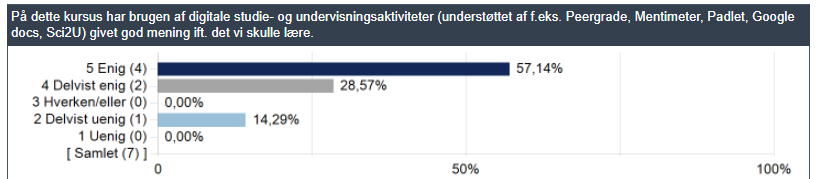 På dette kursus har brugen af digitale studie- og undervisningsaktiviteter (understøttet af f.eks. Peergrade, Mentimeter, Padlet, Google
docs, Sci2U) givet god mening ift. det vi skulle lære.
5 Enig (4) 57,14%
4 Delvist enig (2) 28,57%
3 Hverken/eller (0) 0,00%
2 Delvist uenig (1) 14,29%
1 Uenig (0) 0,00%
[ Samlet (7) ]
0 50% 100%